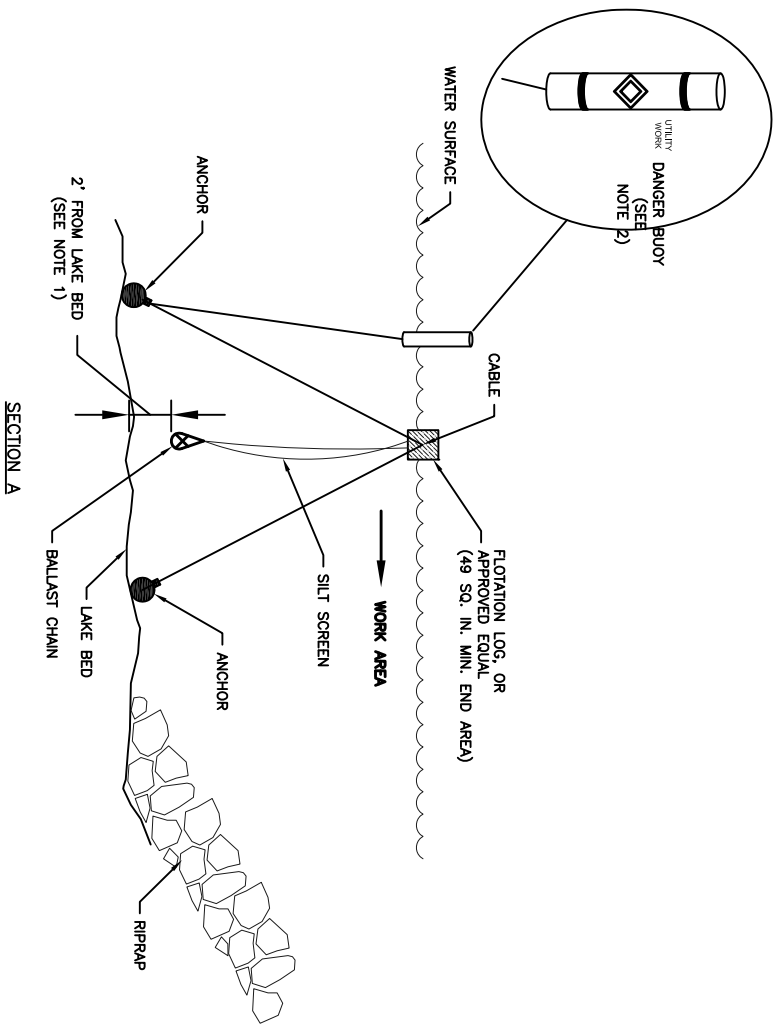 UTILITY
WORK
DANGER BUOY
(SEE
NOTE 2)
WATER SURFACE
CABLE
FLOTATION LOG, OR
APPROVED EQUAL
(49 SQ. IN. MIN. END AREA)
WORK AREA
ANCHOR
2' FROM LAKE BED
(SEE NOTE 1)
SILT SCREEN
ANCHOR
LAKE BED
BALLAST CHAIN
RIPRAP
SECTION A